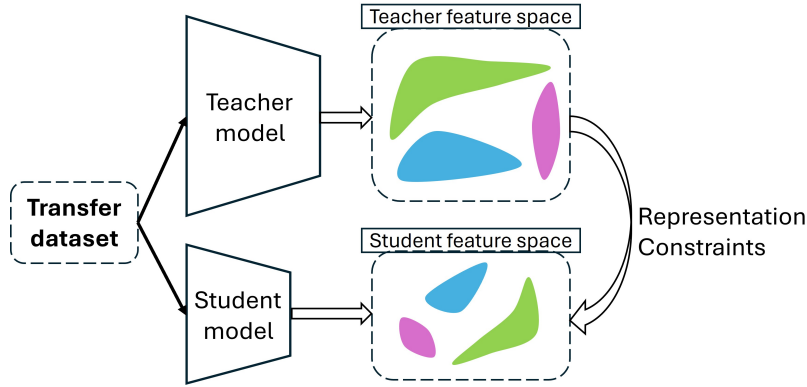 Teacher feature space
Teacher
model
Transfer
dataset
Representation
Constraints
Student feature space
Student
model